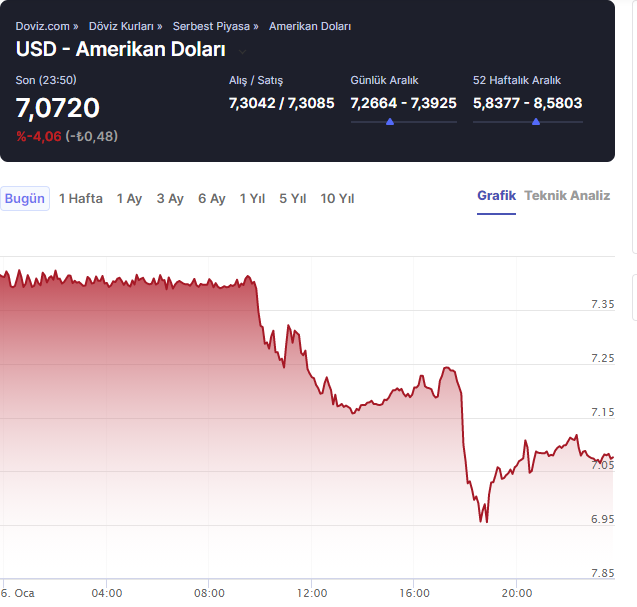 Doviz.com » Döviz Kurları » Serbest Piyasa » Amerikan Doları
USD - Amerikan Doları
Son (23:50) Alış / Satış Günlük Aralık 52 Haftalık Aralık
7,0720 7,3042 / 7,3085 7,2664 - 7,3925 5,8377 - 8,5803
%-4,06 (-₺0,48)
Bugün 1 Hafta 1 Ay 3 Ay 6 Ay 1 Yıl 5 Yıl 10 Yıl Grafik Teknik Analiz
7.35
7.25
7.15
7.05
6.95
7.85
6. Oca 04:00 08:00 12:00 16:00 20:00